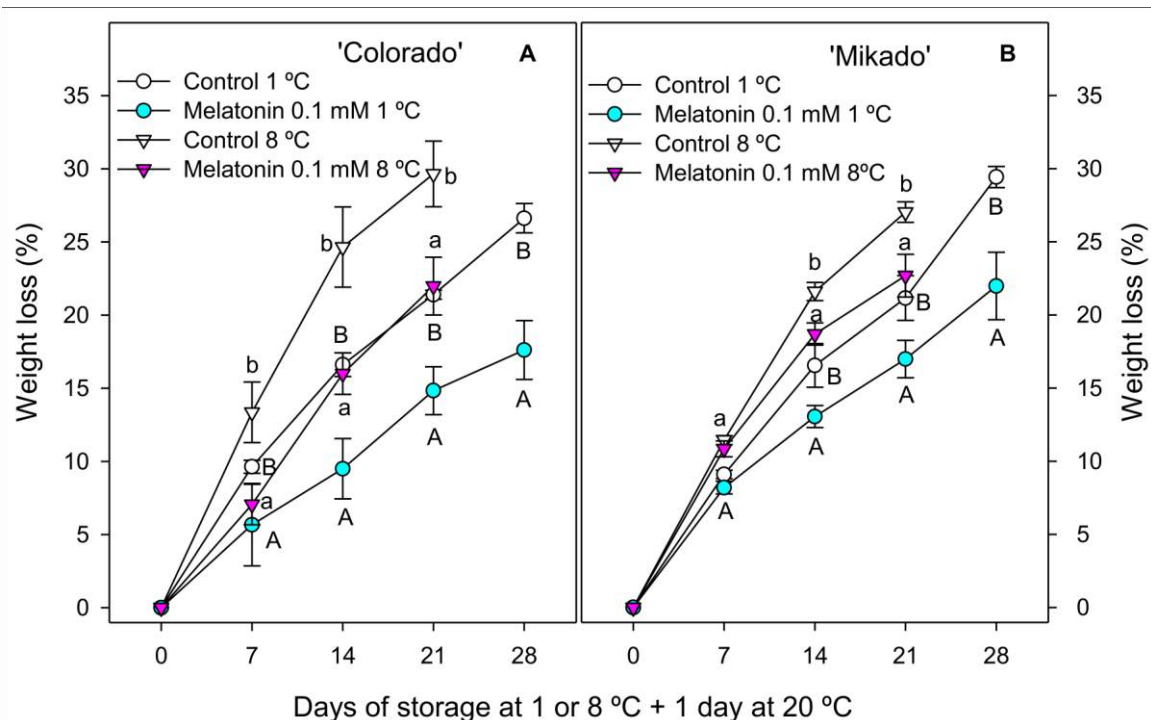 'Colorado' A
Control 1 ºC
Melatonin 0.1 mM 1 ºC
Control 8 ºC
Melatonin 0.1 mM 8 ºC
Weight loss (%)
35
30
25
20
15
10
5
0
b
b
b
B
a
A
B
a
A
a
B
A
B
A
0 7 14 21 28
'Mikado' B
Control 1 ºC
Melatonin 0.1 mM 1 ºC
Control 8 ºC
Melatonin 0.1 mM 8ºC
a
A
b
a
B
A
b
a
B
A
B
A
0 7 14 21 28
35
30
25
20
15
10
5
0
Weight loss (%)
Days of storage at 1 or 8 ºC + 1 day at 20 ºC